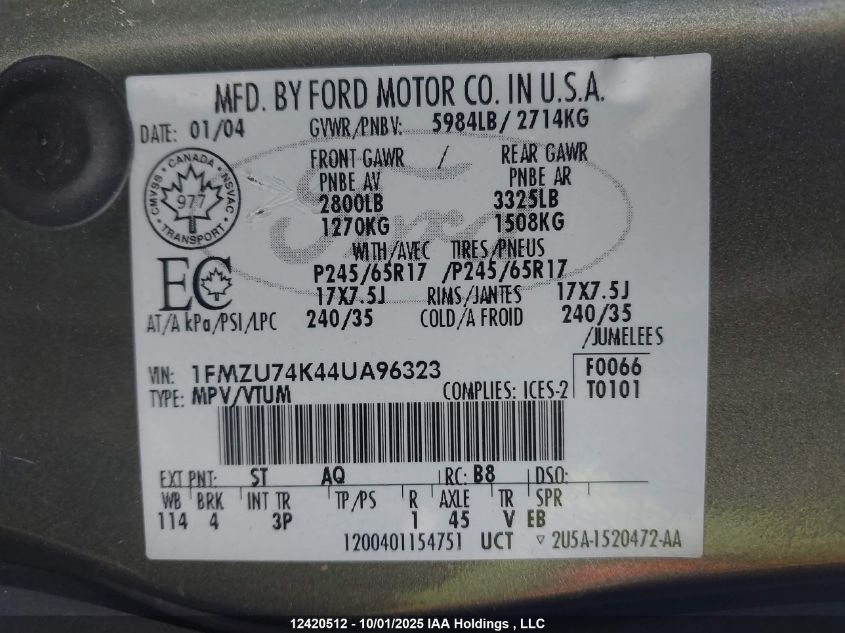 MFD. BY FORD MOTOR CO. IN U.S.A.
DATE: 01/04 GVWR/PNBV: 5984LB/ 2714KG
FRONT GAWR / REAR GAWR
PNBE AV PNBE AR
2800LB 3325LB
1270KG 1508KG
WITH/AVEC TIRES/PNEUS
P245/65R17 /P245/65R17
17X7.5J RIMS/JANTES 17X7.5J
AT/A kPa/PSI/LPC 240/35 COLD/A FROID 240/35
/JUMELEES
CANADA
CMVSS 977 NSVAC
TRANSPORT
EC
Ford
VIN: 1FMZU74K44UA96323 F0066
TYPE: MPV/VTUM COMPLIES: ICES-2 T0101
EXT PNT: ST AQ RC: B8 DSO:
WB BRK INT TR TP/PS R AXLE TR SPR
114 4 3P 1 45 V EB
1200401154751 UCT ▽ 2U5A-1520472-AA
12420512 - 10/01/2025 IAA Holdings , LLC